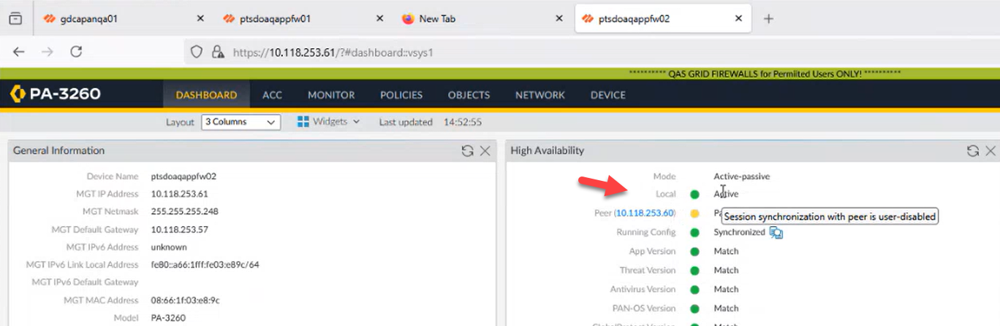 gdcapanqa01 ptsdoaqappfw01 New Tab ptsdoaqappfw02
https://10.118.253.61/?#dashboard::vsys1
********** QAS GRID FIREWALLS for Permiited Users ONLY! **********
PA-3260 DASHBOARD ACC MONITOR POLICIES OBJECTS NETWORK DEVICE
Layout 3 Columns Widgets Last updated 14:52:55
General Information
Device Name ptsdoaqappfw02
MGT IP Address 10.118.253.61
MGT Netmask 255.255.255.248
MGT Default Gateway 10.118.253.57
MGT IPv6 Address unknown
MGT IPv6 Link Local Address fe80::a66:1fff:fe03:e89c/64
MGT IPv6 Default Gateway
MGT MAC Address 08:66:1f:03:e8:9c
Model PA-3260
High Availability
Mode Active-passive
Local Active
Peer (10.118.253.60)
Session synchronization with peer is user-disabled
Running Config Synchronized
App Version Match
Threat Version Match
Antivirus Version Match
PAN-OS Version Match